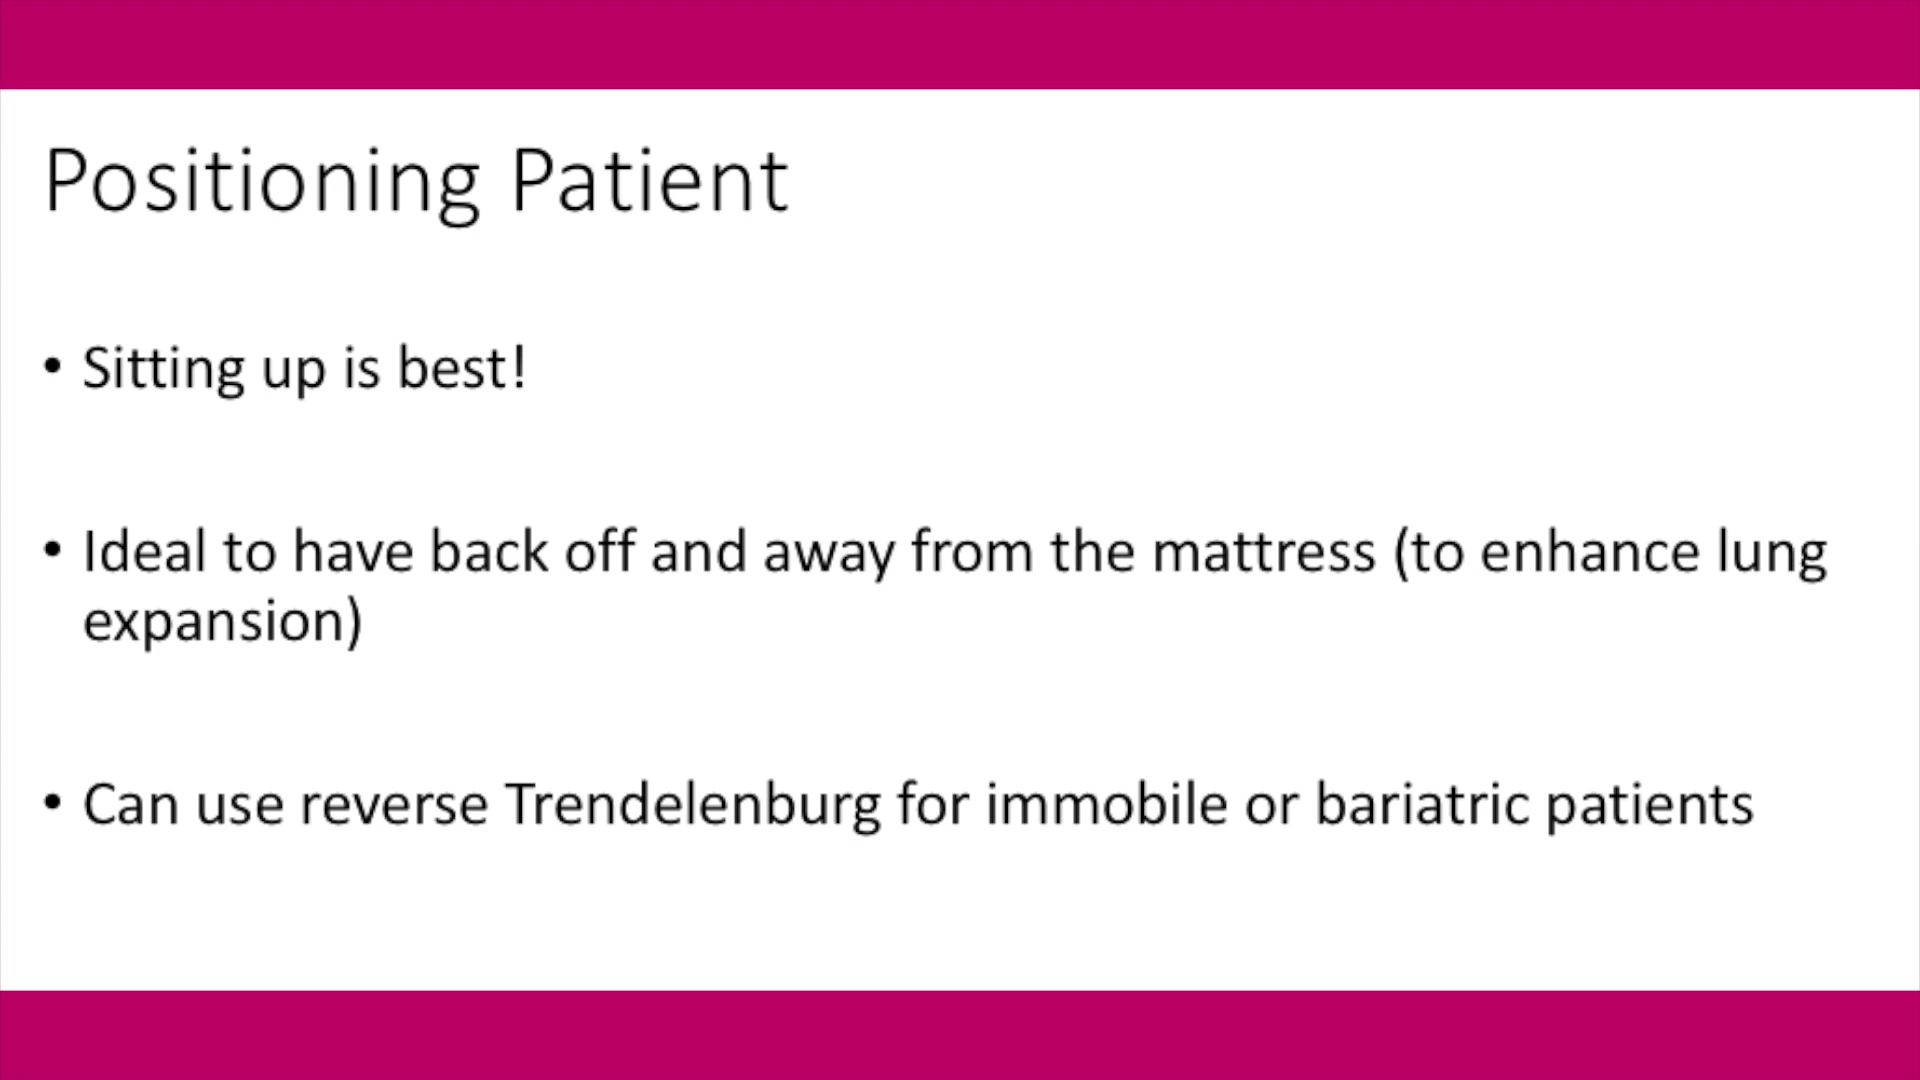 Positioning Patient
• Sitting up is best!
• Ideal to have back off and away from the mattress (to enhance lung
expansion)
• Can use reverse Trendelenburg for immobile or bariatric patients